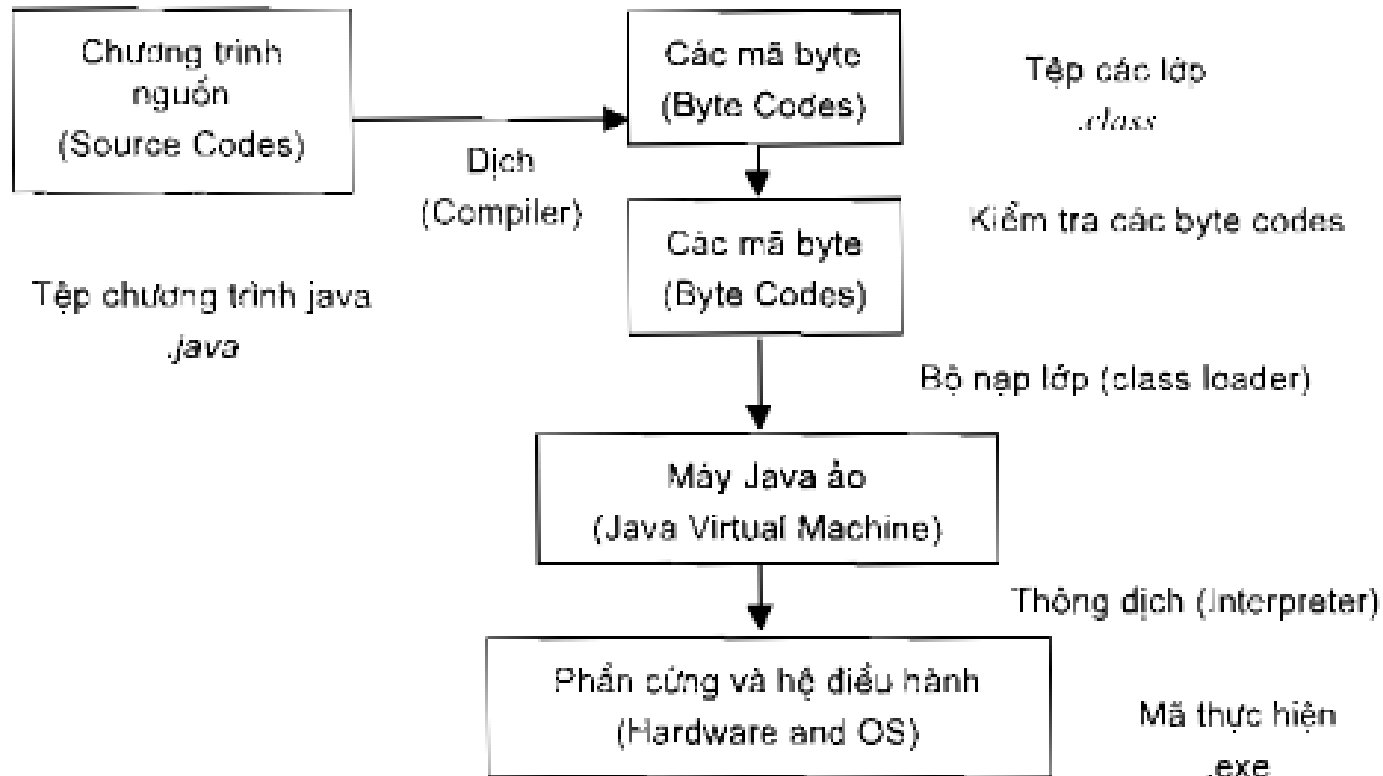 Chương trình
nguồn
(Source Codes)
Dịch
(Compiler)
Tệp chương trình java
.java
Các mã byte
(Byte Codes)
Tệp các lớp
.class
Các mã byte
(Byte Codes)
Kiểm tra các byte codes
Bộ nạp lớp (class loader)
Máy Java ảo
(Java Virtual Machine)
Thông dịch (Interpreter)
Phần cứng và hệ điều hành
(Hardware and OS)
Mã thực hiện
.exe